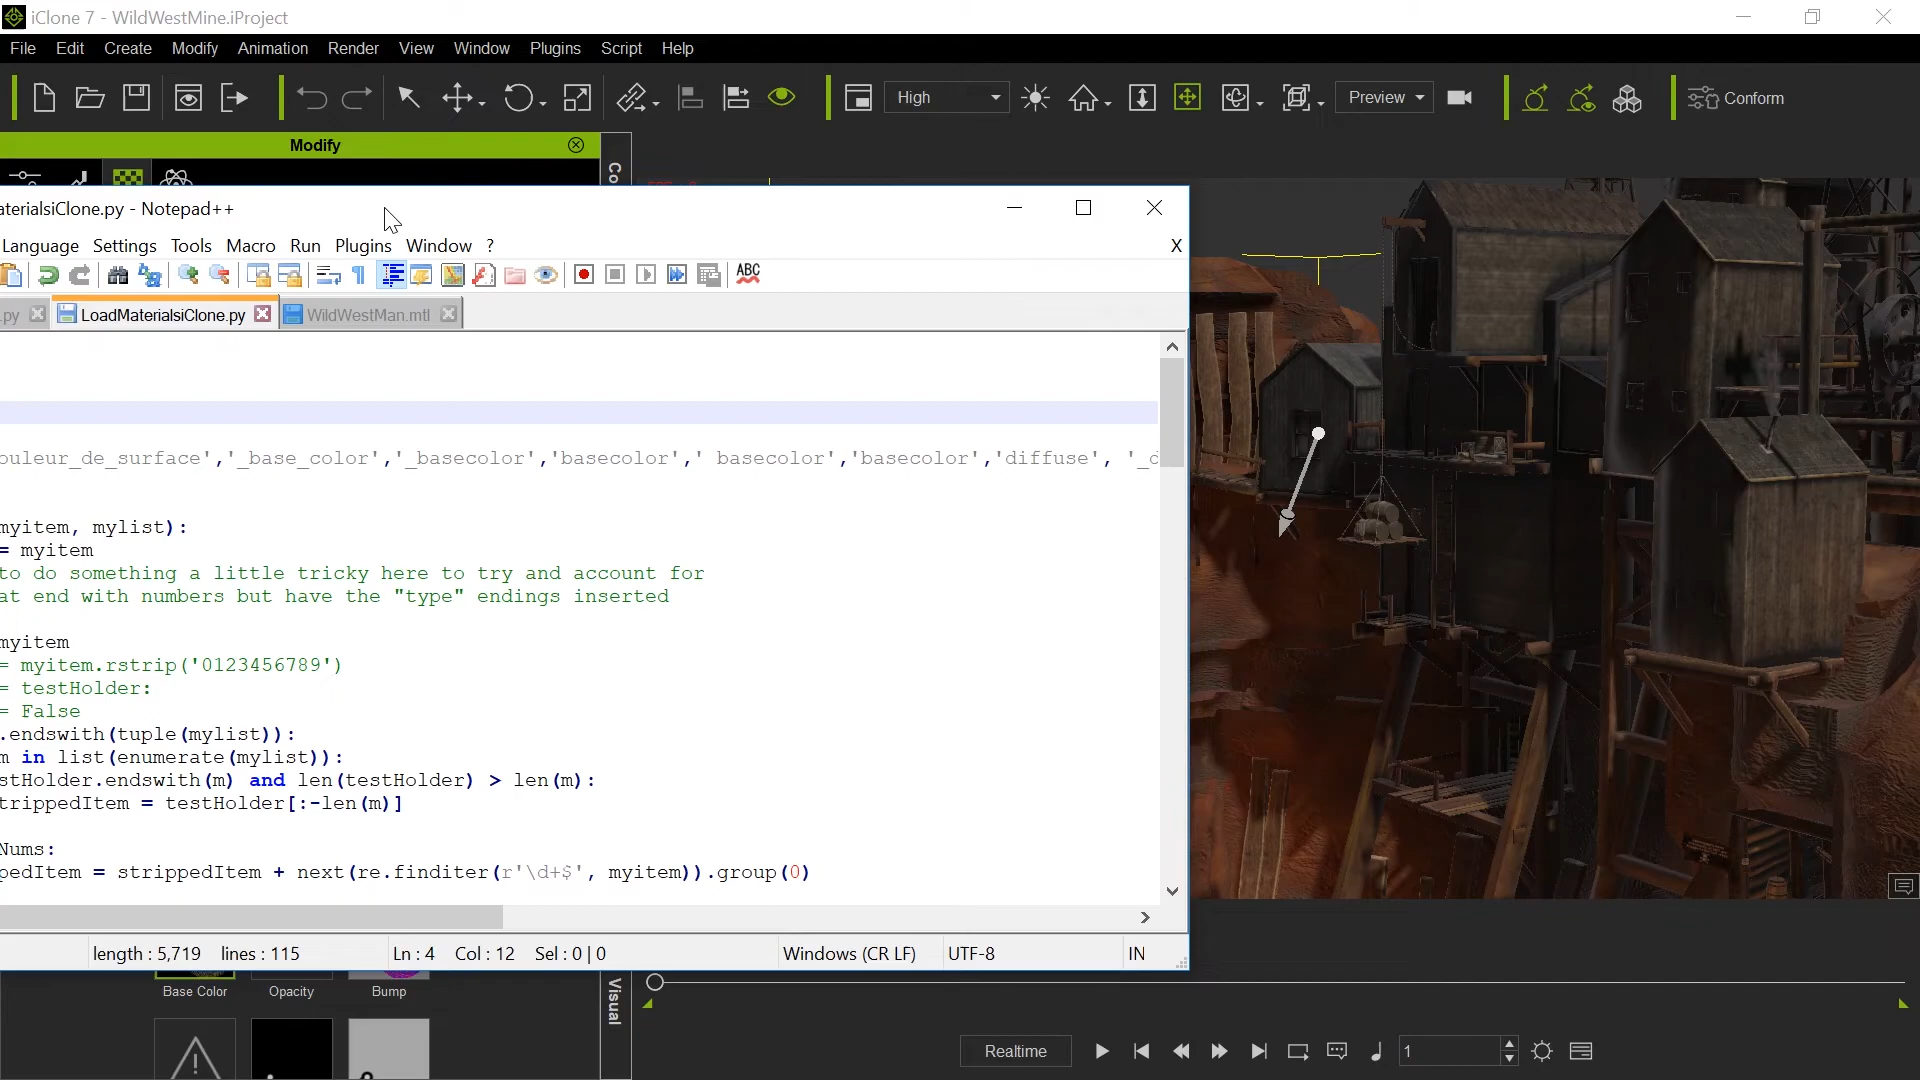 iClone 7 - WildWestMine.iProject
File Edit Create Modify Animation Render View Window Plugins Script Help
High
Preview
Conform
Modify
Co
aterialsiClone.py - Notepad++
Language Settings Tools Macro Run Plugins Window ? X
ABC
.py LoadMaterialsiClone.py WildWestMan.mtl
ouleur_de_surface','_base_color','_basecolor','basecolor',' basecolor','basecolor','diffuse', '_d
myitem, mylist):
= myitem
to do something a little tricky here to try and account for
at end with numbers but have the "type" endings inserted
myitem
= myitem.rstrip('0123456789')
= testHolder:
= False
.endswith(tuple(mylist)):
m in list(enumerate(mylist)):
stHolder.endswith(m) and len(testHolder) > len(m):
trippedItem = testHolder[:-len(m)]
Nums:
pedItem = strippedItem + next(re.finditer(r'\d+$', myitem)).group(0)
length : 5,719 lines : 115 Ln : 4 Col : 12 Sel : 0 | 0 Windows (CR LF) UTF-8 IN
Base Color Opacity Bump
Visual
Realtime 1